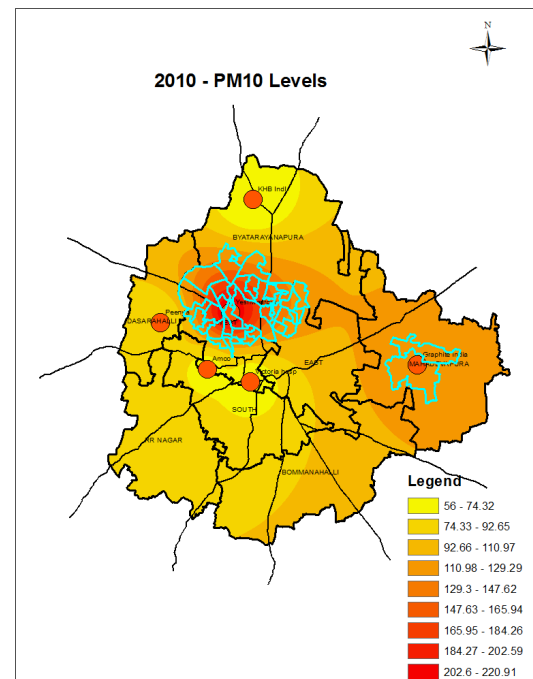 N
2010 - PM10 Levels
KHB Indl
BYATARAYANAPURA
DASARAHALLI
Amco
Victoria hosp
EAST
Graphite india
SOUTH
RR NAGAR
BOMMANAHALLI
Legend
56 - 74.32
74.33 - 92.65
92.66 - 110.97
110.98 - 129.29
129.3 - 147.62
147.63 - 165.94
165.95 - 184.26
184.27 - 202.59
202.6 - 220.91